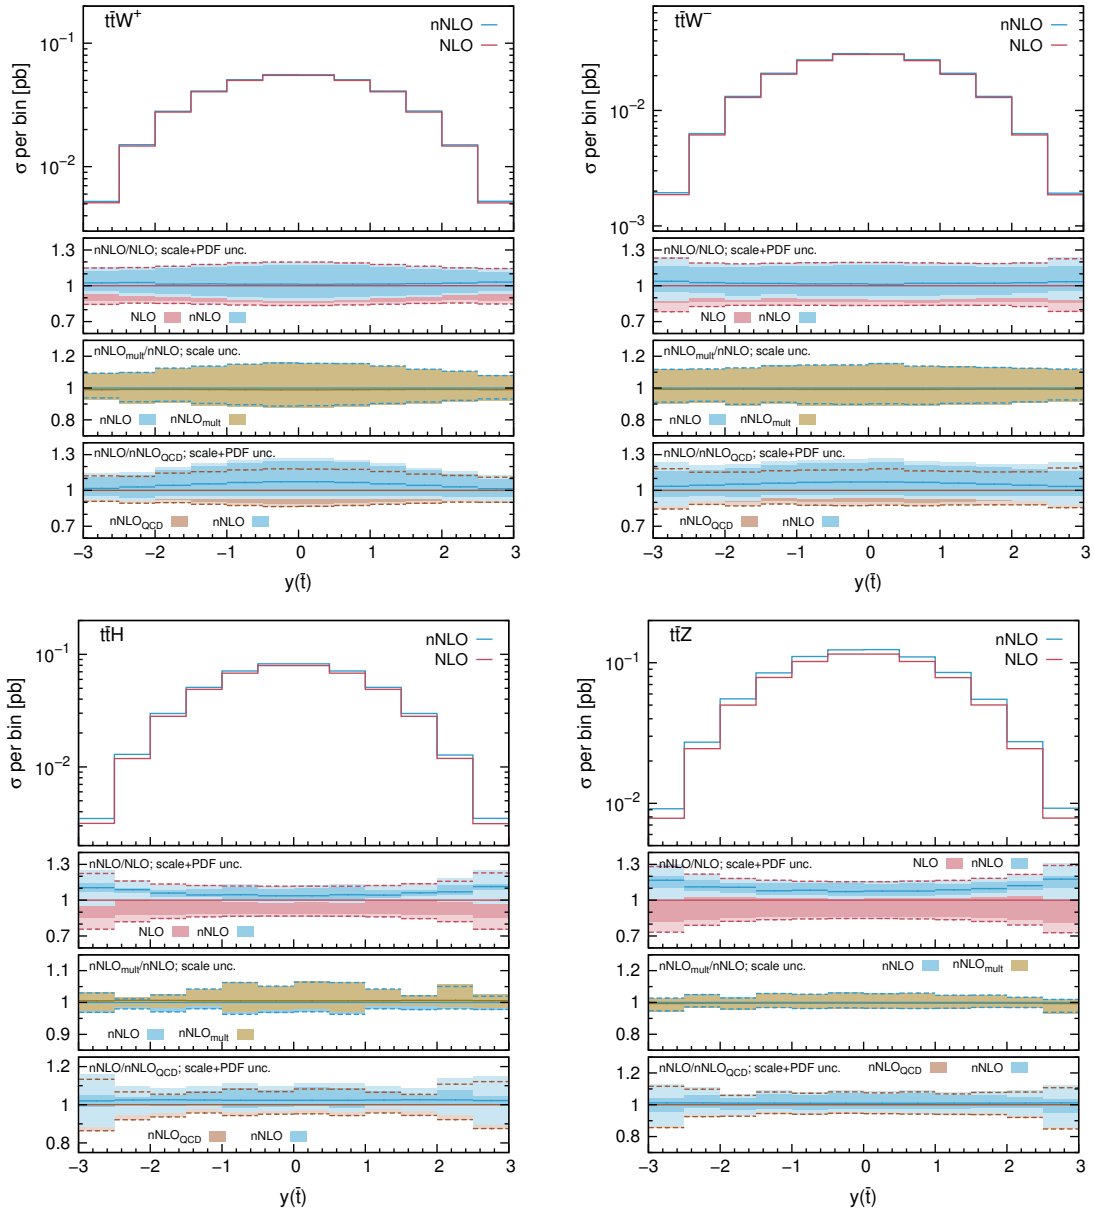 tt̄W⁺
nNLO
NLO
σ per bin [pb]
10⁻¹
10⁻²
nNLO/NLO; scale+PDF unc.
1.3
1
0.7
NLO nNLO
nNLO_mult/nNLO; scale unc.
1.2
1
0.8
nNLO nNLO_mult
nNLO/nNLO_QCD; scale+PDF unc.
1.3
1
0.7
nNLO_QCD nNLO
−3 −2 −1 0 1 2 3
y(t̄)
tt̄W⁻
nNLO
NLO
σ per bin [pb]
10⁻²
10⁻³
nNLO/NLO; scale+PDF unc.
1.3
1
0.7
NLO nNLO
nNLO_mult/nNLO; scale unc.
1.2
1
0.8
nNLO nNLO_mult
nNLO/nNLO_QCD; scale+PDF unc.
1.3
1
0.7
nNLO_QCD nNLO
−3 −2 −1 0 1 2 3
y(t̄)
tt̄H
nNLO
NLO
σ per bin [pb]
10⁻¹
10⁻²
nNLO/NLO; scale+PDF unc.
1.3
1
0.7
NLO nNLO
nNLO_mult/nNLO; scale unc.
1.1
1
0.9
nNLO nNLO_mult
nNLO/nNLO_QCD; scale+PDF unc.
1.2
1
0.8
nNLO_QCD nNLO
−3 −2 −1 0 1 2 3
y(t̄)
tt̄Z
nNLO
NLO
σ per bin [pb]
10⁻¹
10⁻²
nNLO/NLO; scale+PDF unc.
NLO nNLO
1.3
1
0.7
nNLO_mult/nNLO; scale unc.
nNLO nNLO_mult
1.2
1
0.8
nNLO/nNLO_QCD; scale+PDF unc.
nNLO_QCD nNLO
1.2
1
0.8
−3 −2 −1 0 1 2 3
y(t̄)